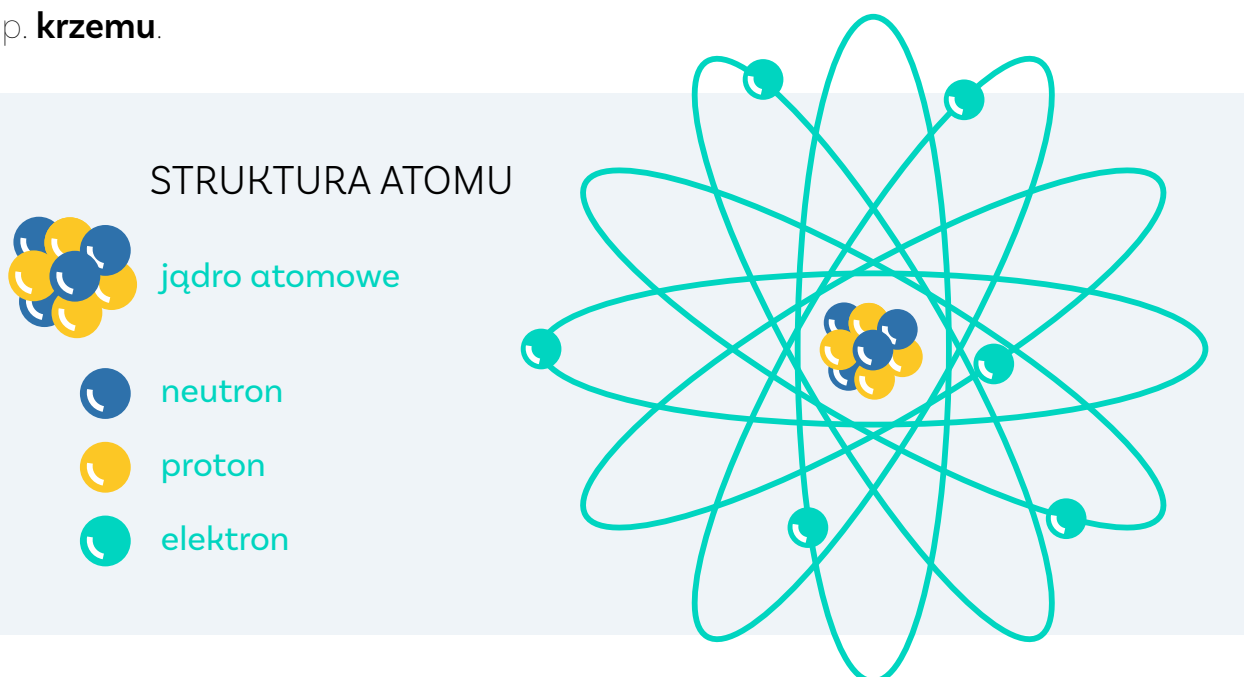 p. krzemu.
STRUKTURA ATOMU
jądro atomowe
neutron
proton
elektron